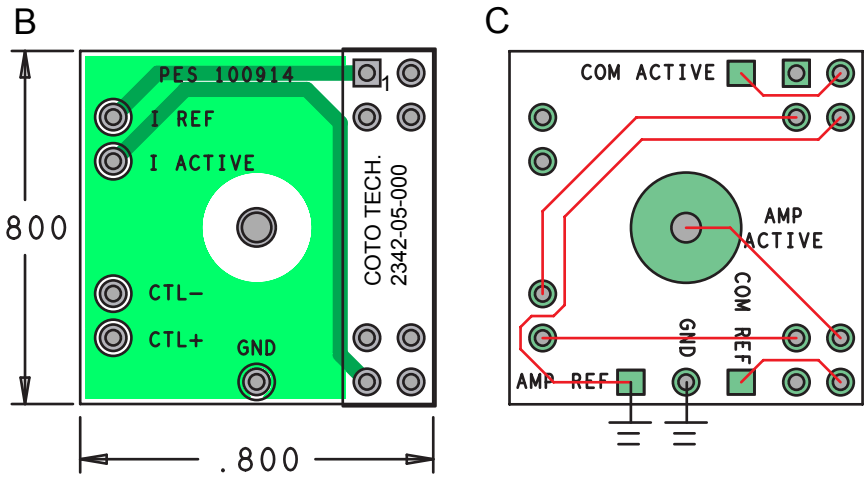 B
PES 100914
1
I REF
I ACTIVE
COTO TECH.
2342-05-000
CTL-
CTL+
GND
800
.800
C
COM ACTIVE
AMP
ACTIVE
COM REF
GND
AMP REF